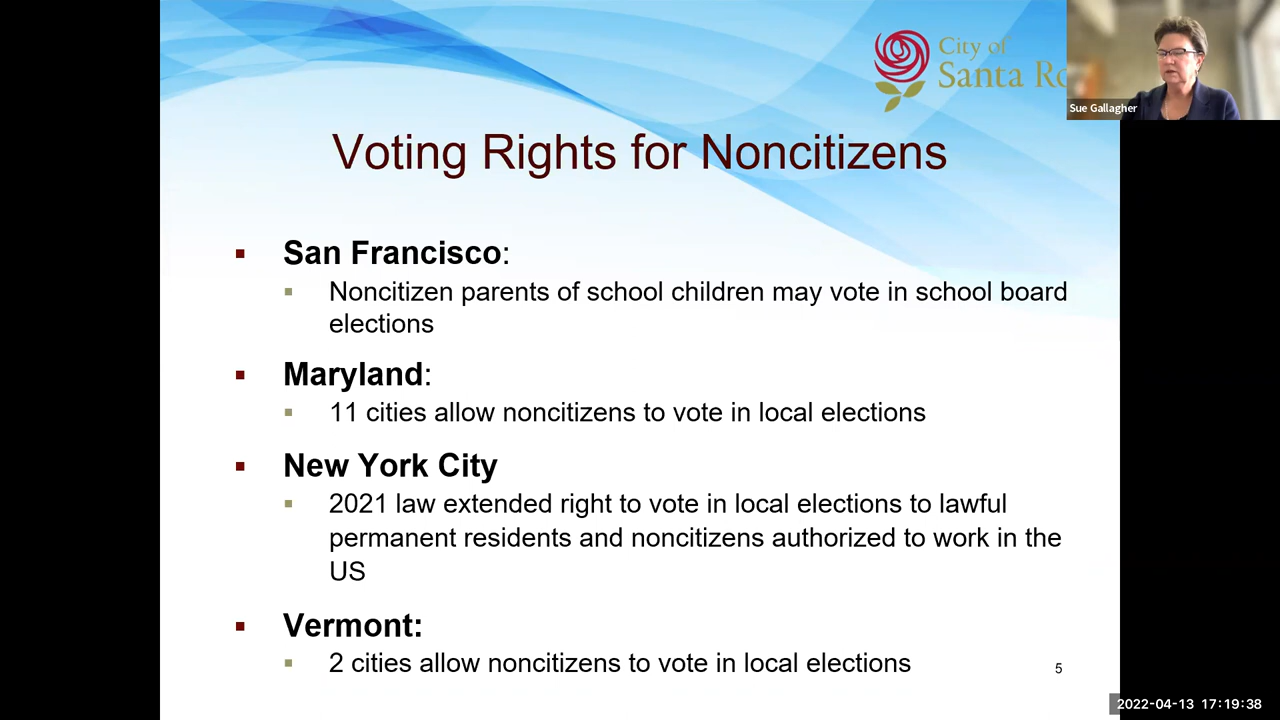 City of
Santa Ro
Sue Gallagher
Voting Rights for Noncitizens
San Francisco:
Noncitizen parents of school children may vote in school board
elections
Maryland:
11 cities allow noncitizens to vote in local elections
New York City
2021 law extended right to vote in local elections to lawful
permanent residents and noncitizens authorized to work in the
US
Vermont:
2 cities allow noncitizens to vote in local elections
5
2022-04-13 17:19:38